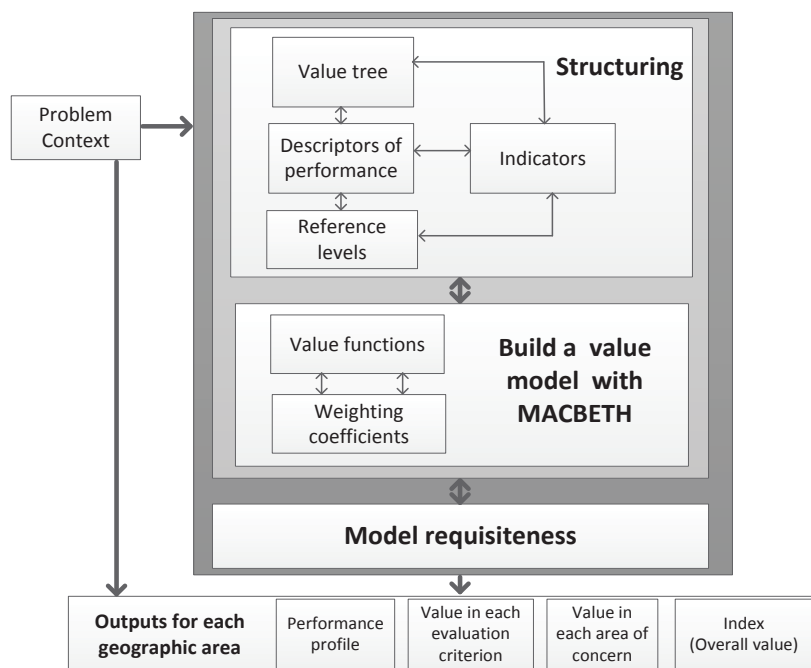 Structuring
Value tree
Problem
Context
Descriptors of
performance
Indicators
Reference
levels
Value functions
Build a value
model with
MACBETH
Weighting
coefficients
Model requisiteness
Outputs for each
geographic area
Performance
profile
Value in each
evaluation
criterion
Value in
each area of
concern
Index
(Overall value)